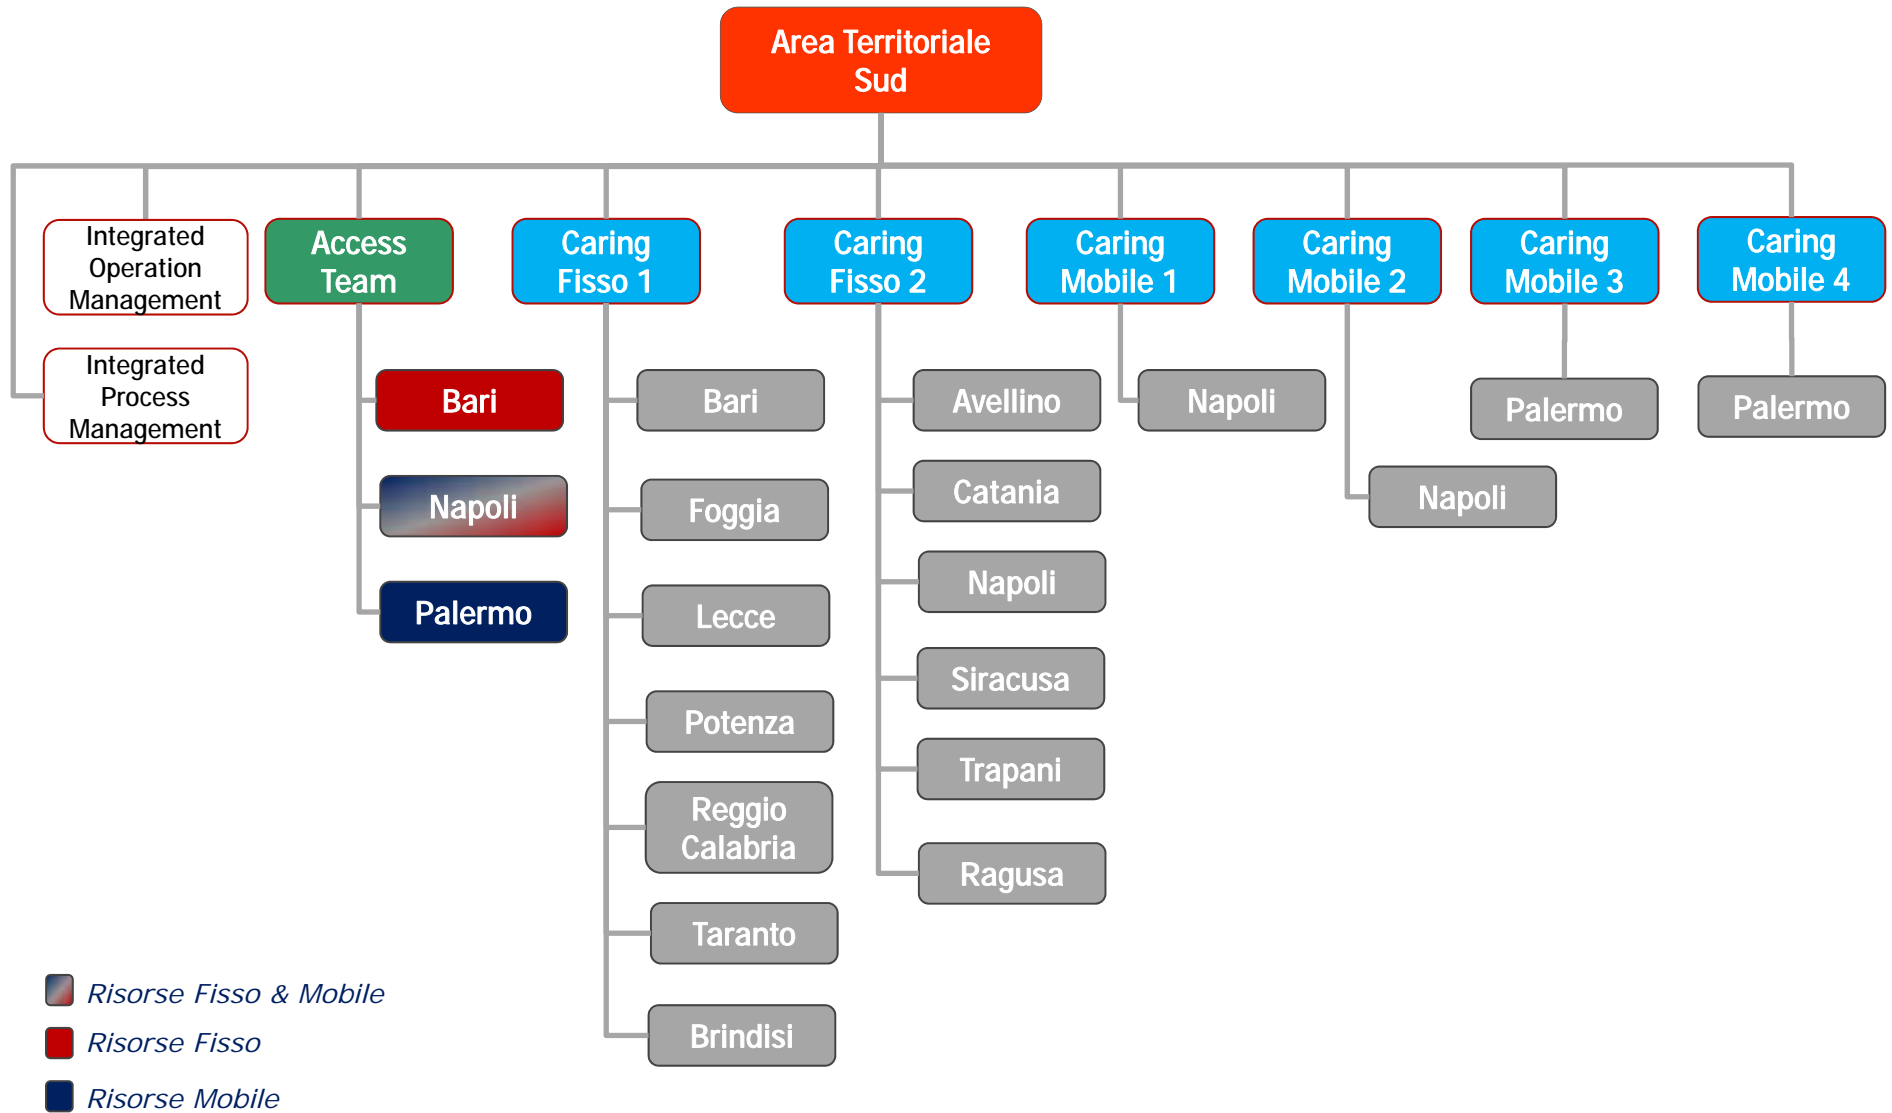 Area Territoriale
Sud
Integrated
Operation
Management
Access
Team
Caring
Fisso 1
Caring
Fisso 2
Caring
Mobile 1
Caring
Mobile 2
Caring
Mobile 3
Caring
Mobile 4
Integrated
Process
Management
Bari
Napoli
Palermo
Bari
Foggia
Lecce
Potenza
Reggio
Calabria
Taranto
Brindisi
Avellino
Catania
Napoli
Siracusa
Trapani
Ragusa
Napoli
Napoli
Palermo
Palermo
Risorse Fisso & Mobile
Risorse Fisso
Risorse Mobile